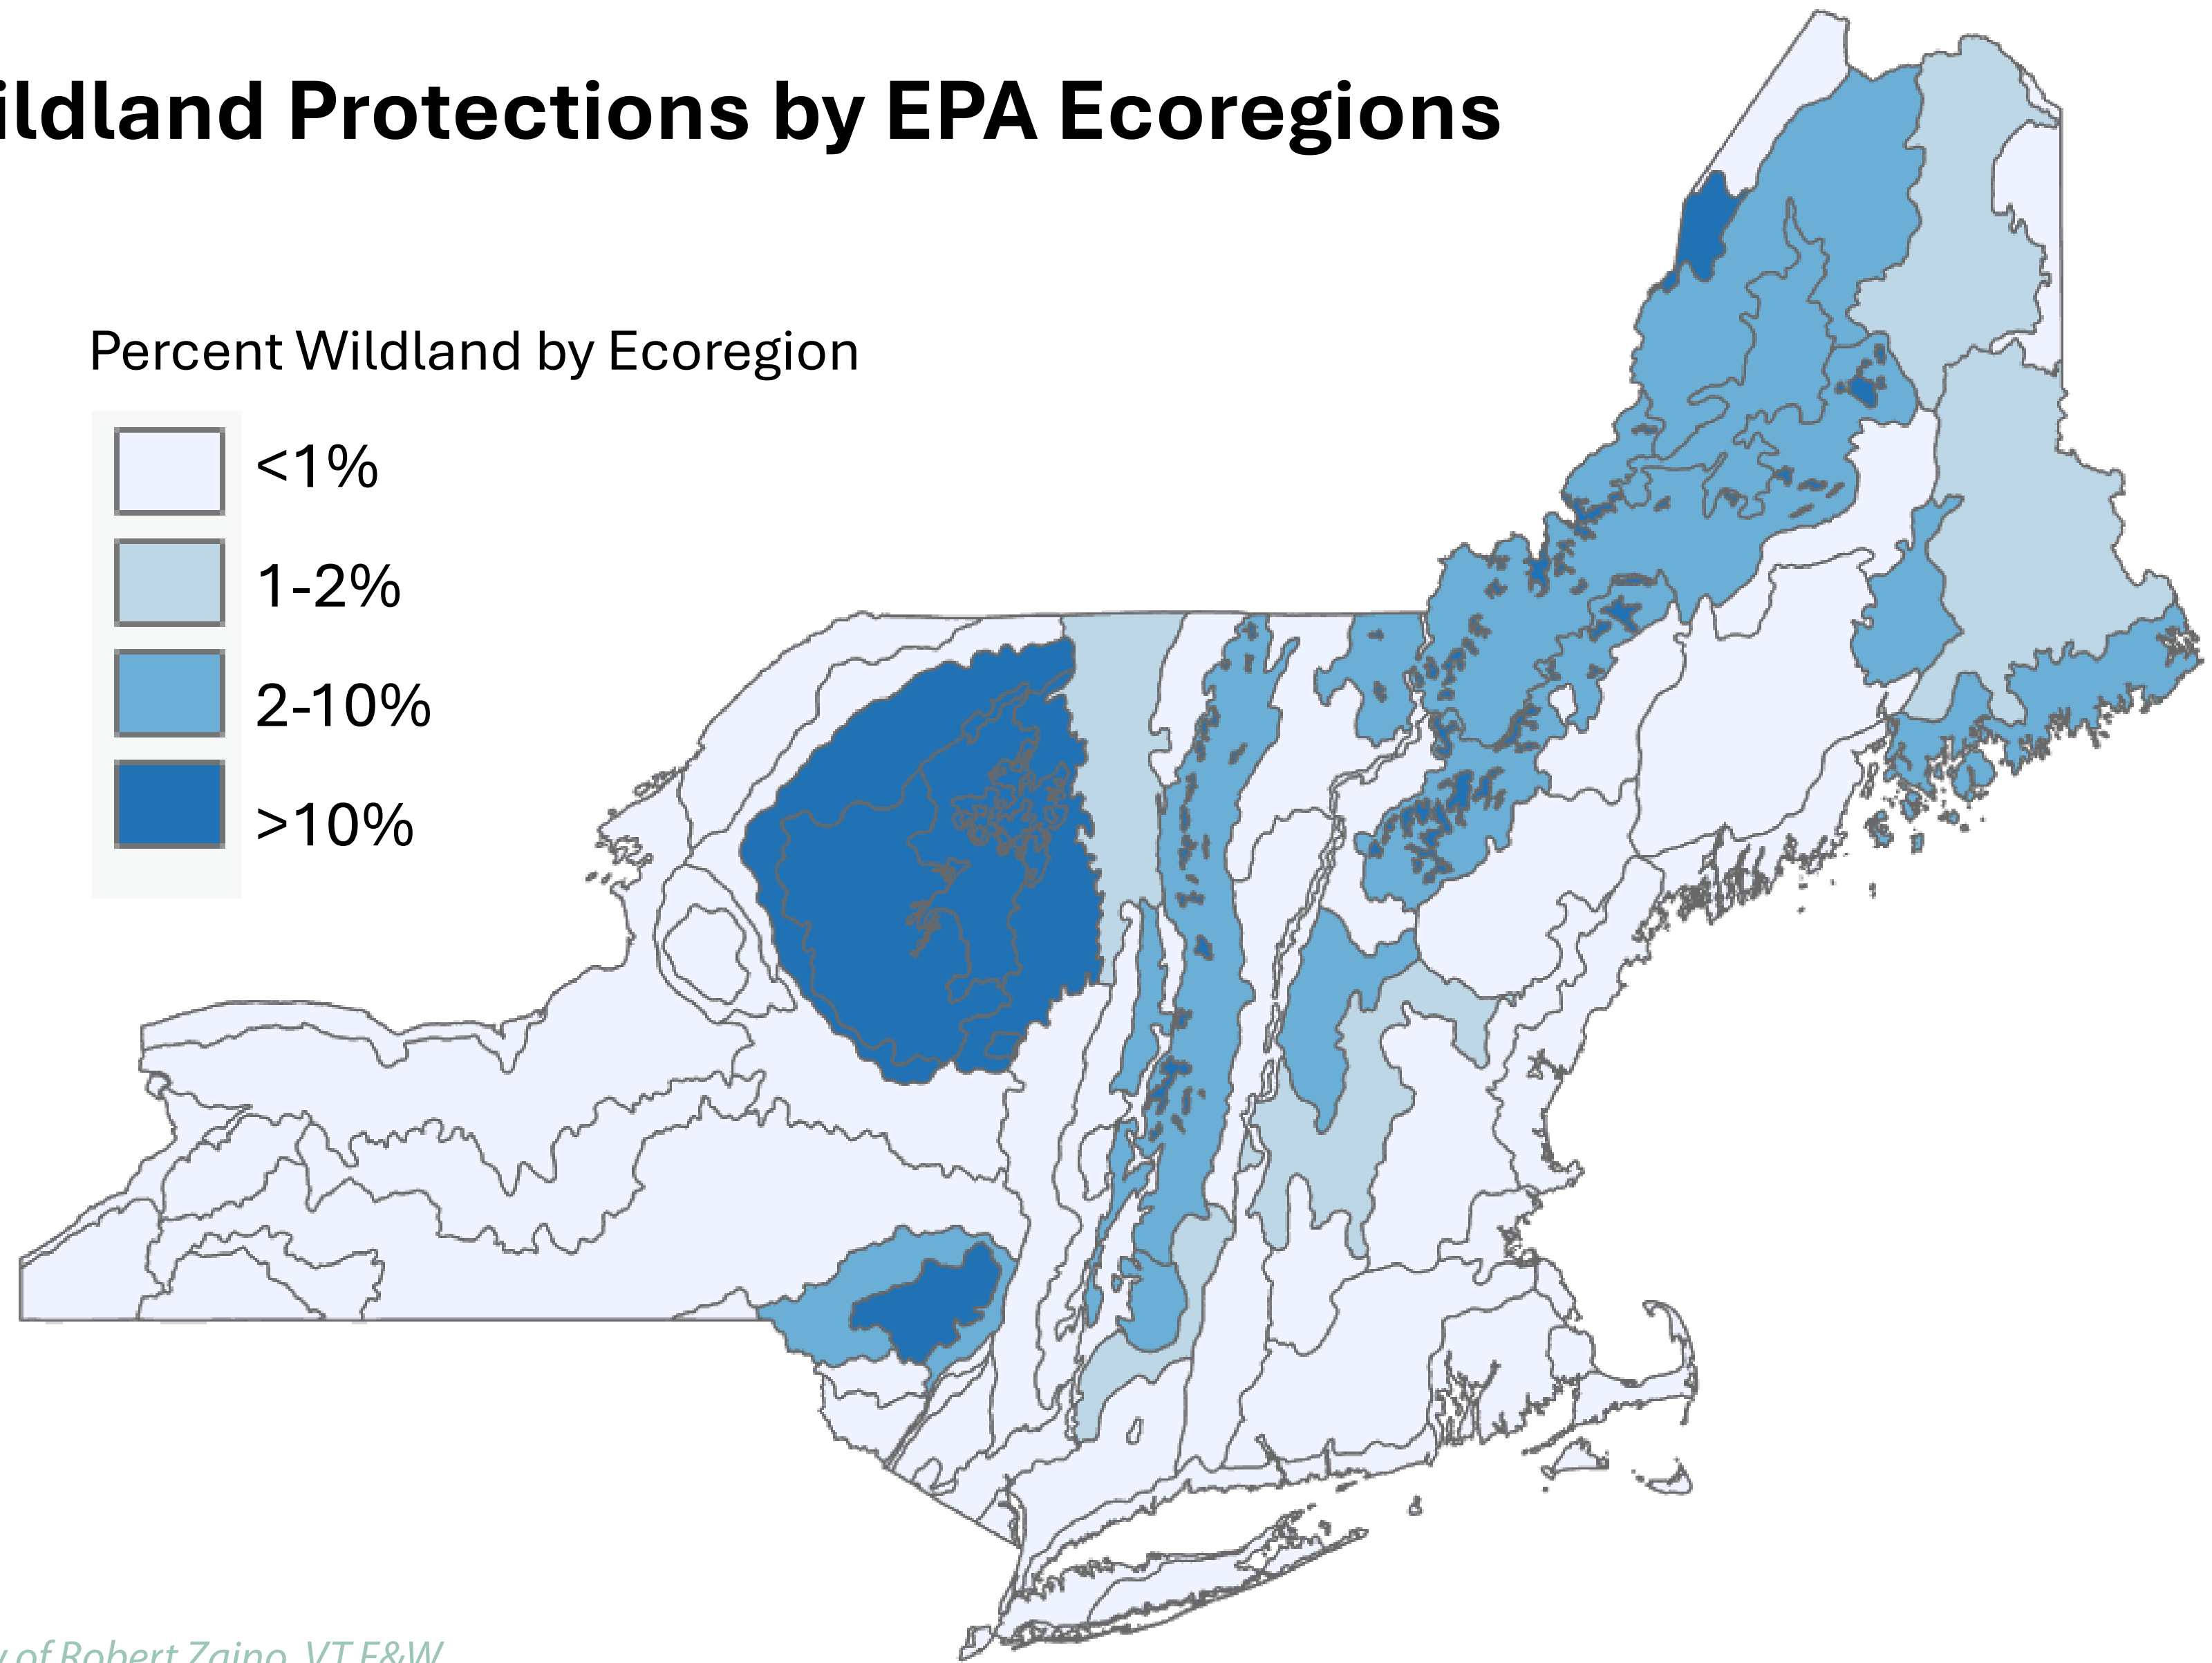 ildland Protections by EPA Ecoregions
Percent Wildland by Ecoregion
<1%
1-2%
2-10%
>10%
y of Robert Zaino, VT F&W